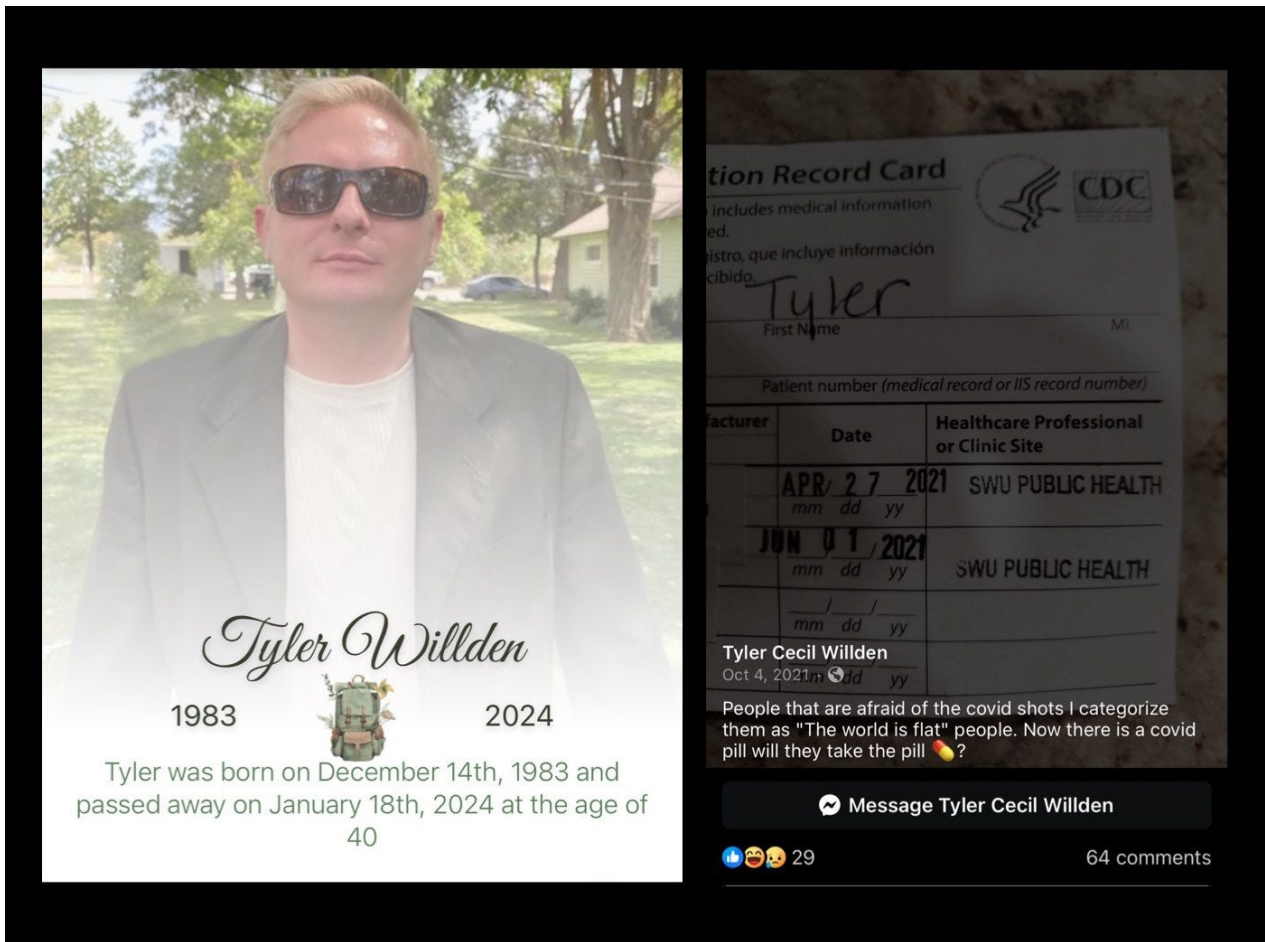 Tyler Willden
1983
2024
Tyler was born on December 14th, 1983 and
passed away on January 18th, 2024 at the age of
40
tion Record Card
CDC
includes medical information
ed.
istro, que incluye información
cibido.
Tyler
First Name
MI
Patient number (medical record or IIS record number)
facturer
Date
Healthcare Professional
or Clinic Site
APR 27 2021
SWU PUBLIC HEALTH
mm dd yy
JUN 01 2021
SWU PUBLIC HEALTH
mm dd yy
mm dd yy
mm dd yy
Tyler Cecil Willden
Oct 4, 2021
People that are afraid of the covid shots I categorize
them as "The world is flat" people. Now there is a covid
pill will they take the pill 💊?
Message Tyler Cecil Willden
29
64 comments